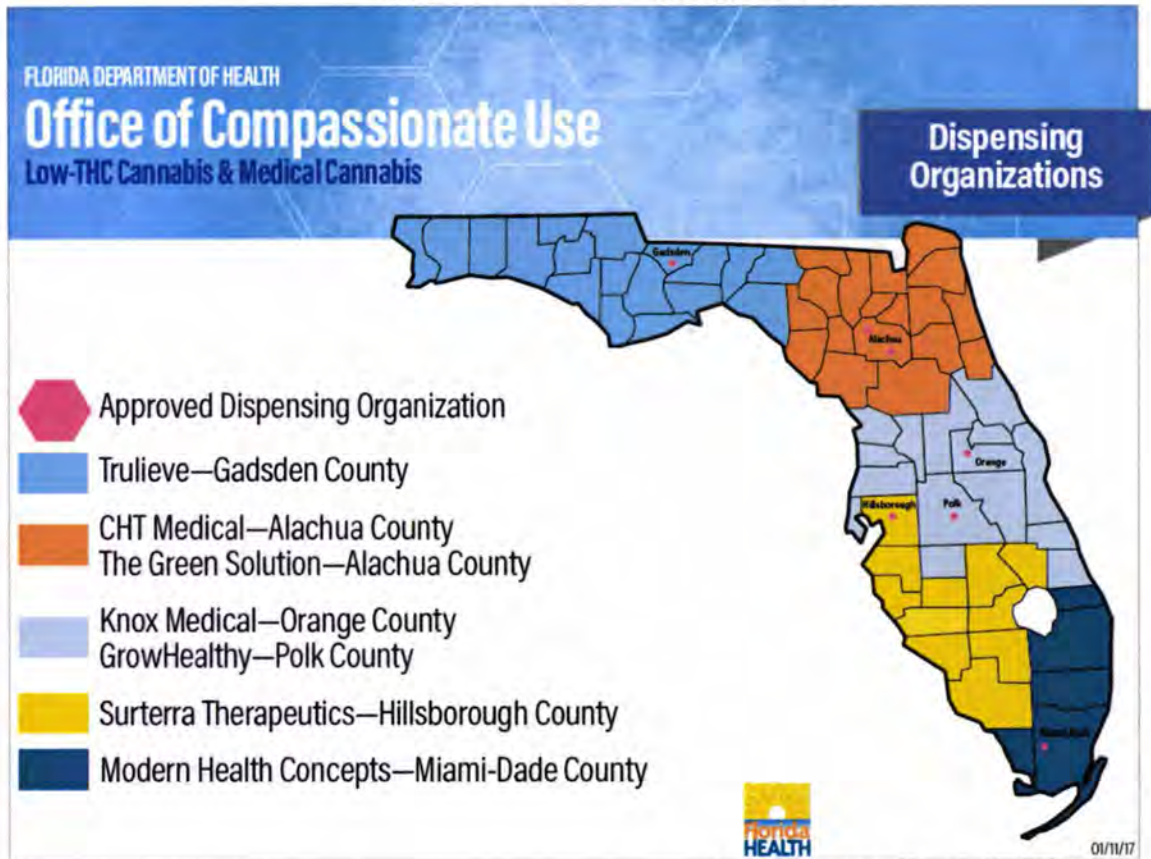 FLORIDA DEPARTMENT OF HEALTH
Office of Compassionate Use
Low-THC Cannabis & Medical Cannabis
Dispensing
Organizations
Gadsden
Alachua
Orange
Hillsborough
Polk
Approved Dispensing Organization
Trulieve—Gadsden County
CHT Medical—Alachua County
The Green Solution—Alachua County
Knox Medical—Orange County
GrowHealthy—Polk County
Surterra Therapeutics—Hillsborough County
Modern Health Concepts—Miami-Dade County
Florida
HEALTH
01/11/17